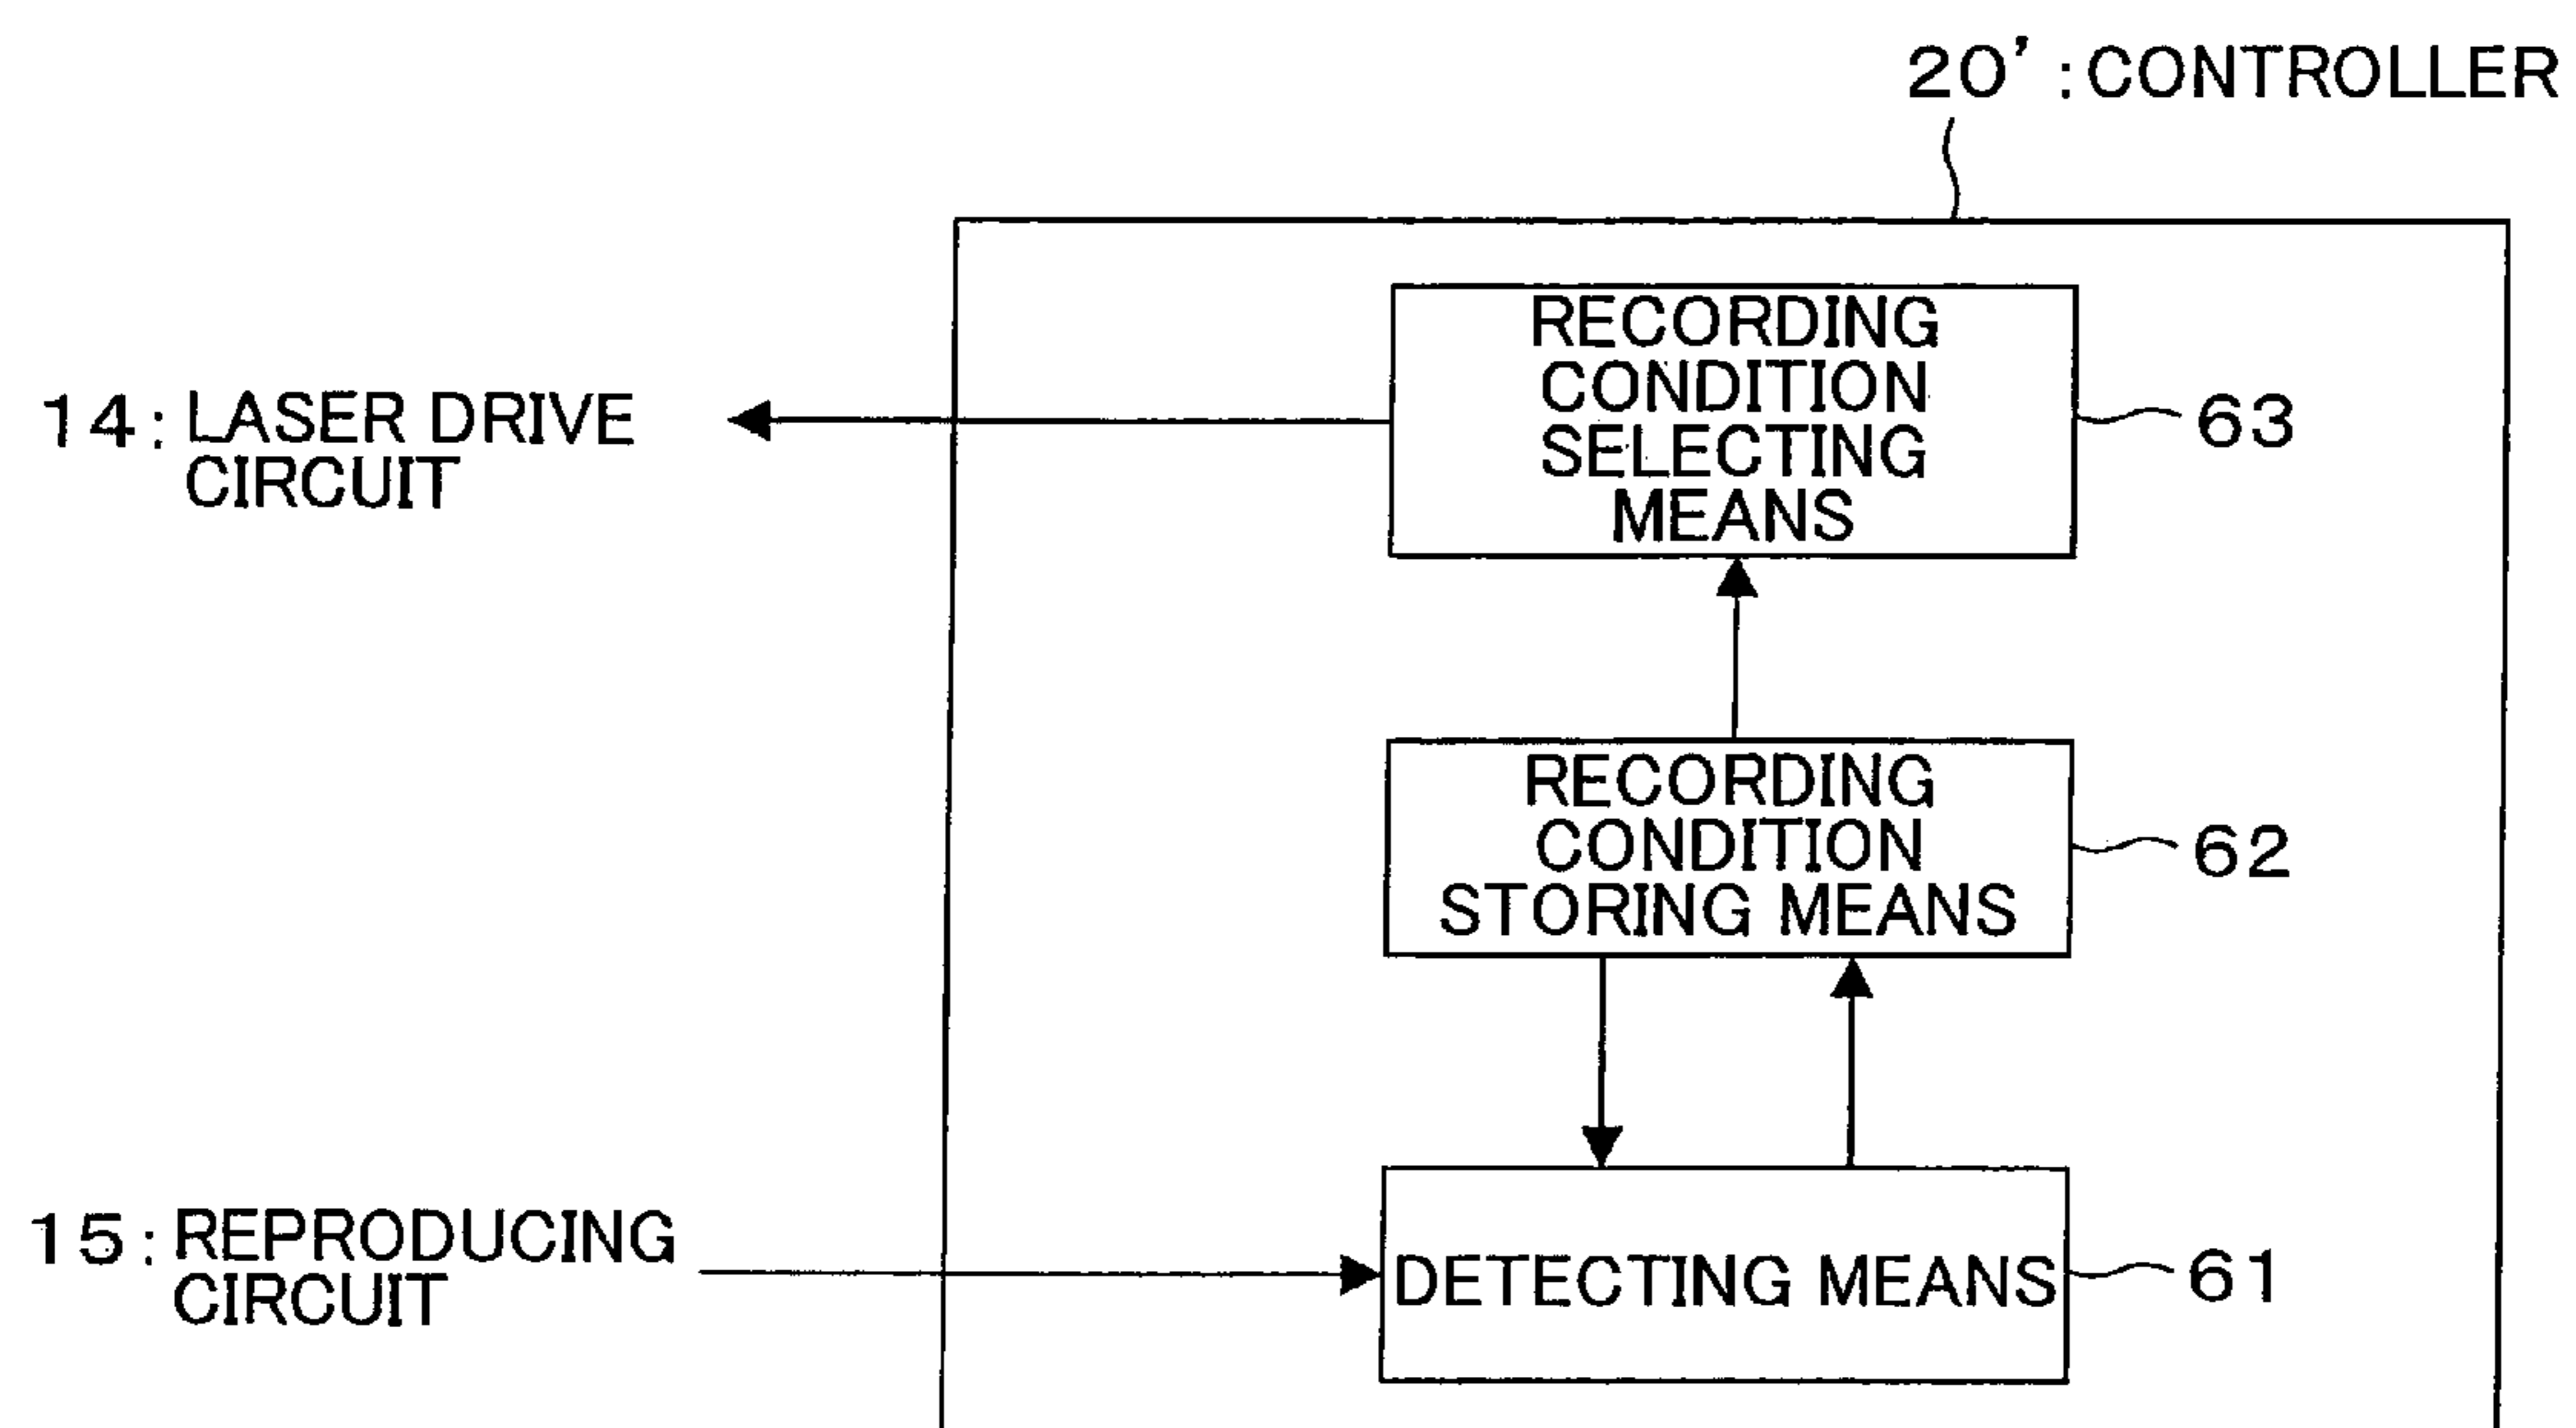 20' : CONTROLLER
RECORDING
CONDITION
SELECTING
MEANS
63
14 : LASER DRIVE
CIRCUIT
RECORDING
CONDITION
STORING MEANS
62
15 : REPRODUCING
CIRCUIT
DETECTING MEANS
61